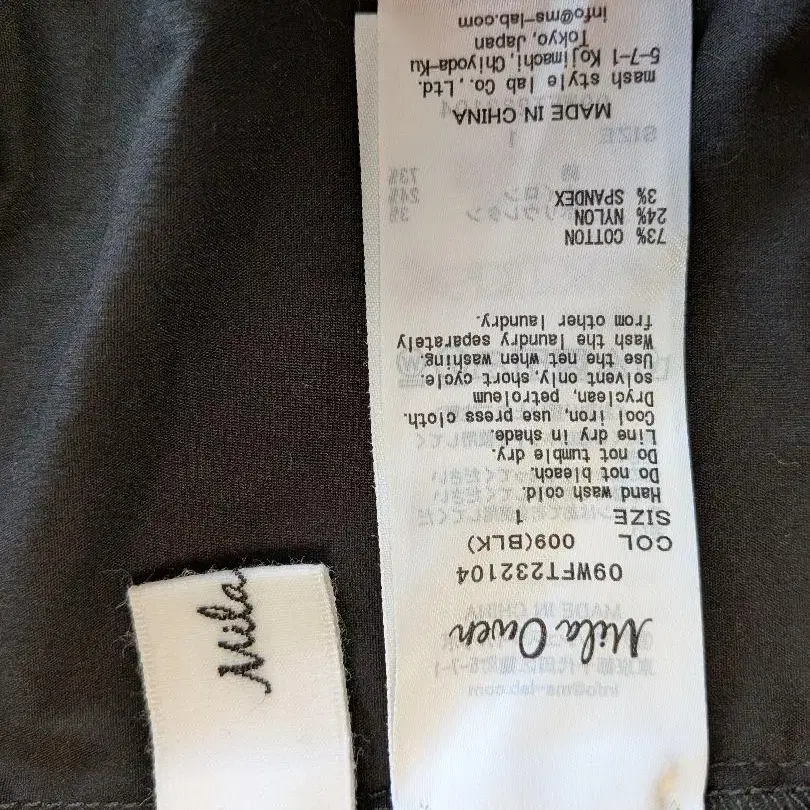 Mila Owen
09WFT232104
COL 009(BLK)
SIZE 1
Hand wash cold.
Do not bleach.
Do not tumble dry.
Line dry in shade.
Cool iron, use press cloth.
Dryclean, petroleum
solvent only, short cycle.
Use the net when washing.
Wash the laundry separately
from other laundry.
73% COTTON
24% NYLON
3% SPANDEX
MADE IN CHINA
mash style lab Co., Ltd.
5-7-1 Kojimachi, Chiyoda-Ku
Tokyo, Japan
info@ms-lab.com
Mila